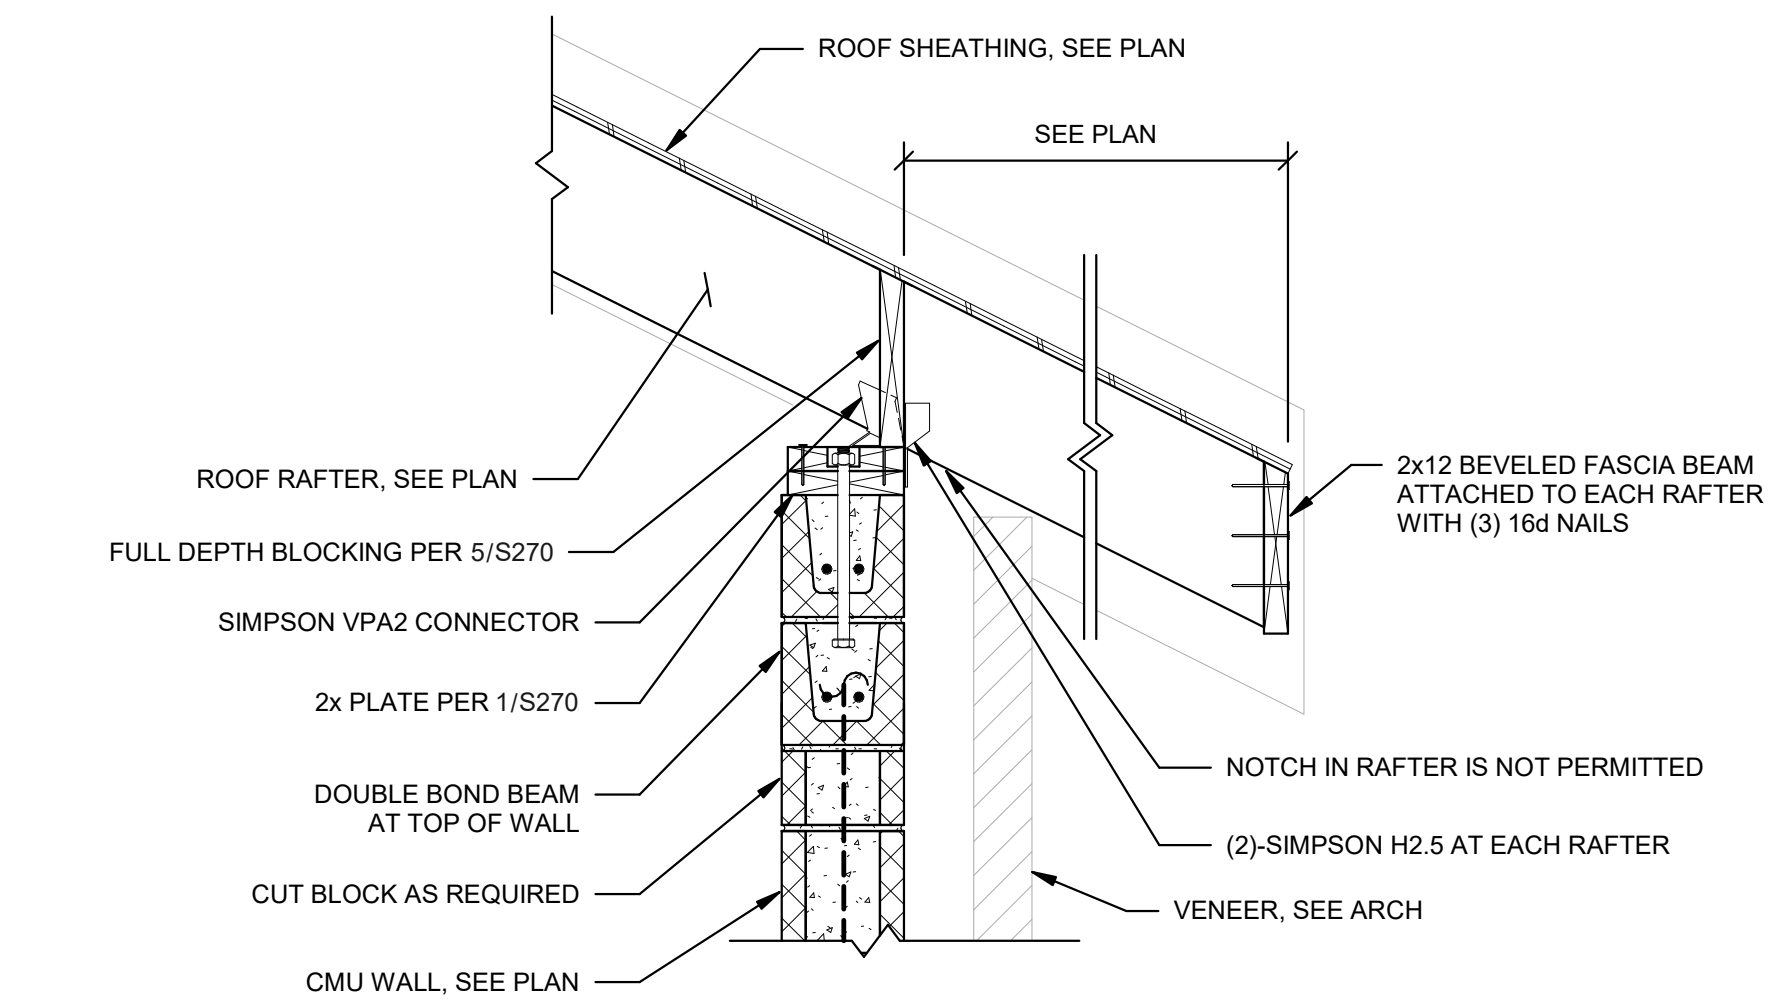 ROOF SHEATHING, SEE PLAN
SEE PLAN
ROOF RAFTER, SEE PLAN
FULL DEPTH BLOCKING PER 5/S270
SIMPSON VPA2 CONNECTOR
2x PLATE PER 1/S270
DOUBLE BOND BEAM
AT TOP OF WALL
CUT BLOCK AS REQUIRED
CMU WALL, SEE PLAN
2x12 BEVELED FASCIA BEAM
ATTACHED TO EACH RAFTER
WITH (3) 16d NAILS
NOTCH IN RAFTER IS NOT PERMITTED
(2)-SIMPSON H2.5 AT EACH RAFTER
VENEER, SEE ARCH